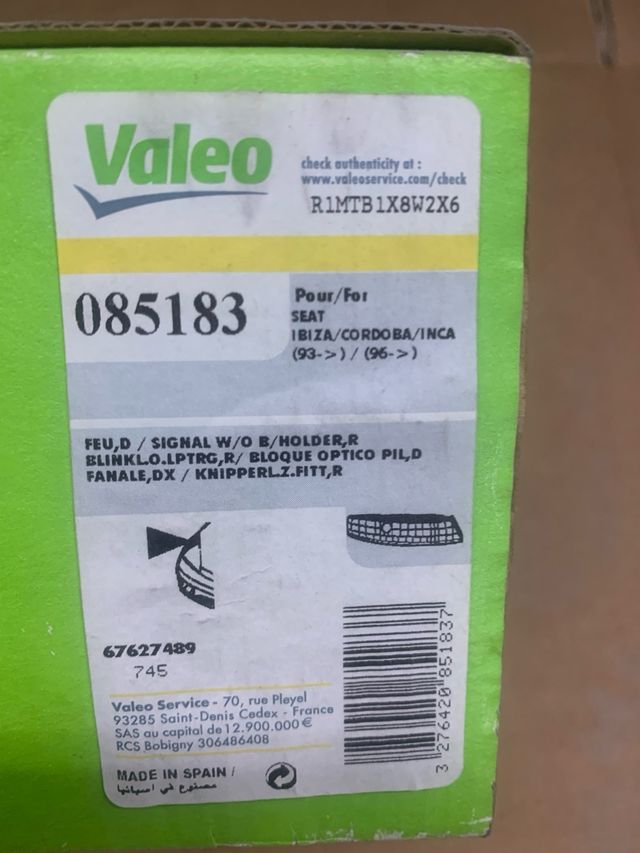 Valeo
check authenticity at :
www.valeoservice.com/check
R1MTB1X8W2X6
085183
Pour/For
SEAT
IBIZA/CORDOBA/INCA
(93->) / (96->)
FEU,D / SIGNAL W/O B/HOLDER,R
BLINKL.O.LPTRG,R/ BLOQUE OPTICO PIL,D
FANALE,DX / KNIPPERL.Z.FITT,R
67627489
745
Valeo Service - 70, rue Pleyel
93285 Saint-Denis Cedex - France
SAS au capital de 12.900.000 €
RCS Bobigny 306486408
MADE IN SPAIN /
مصنوع في اسبانيا
3 276420 851837